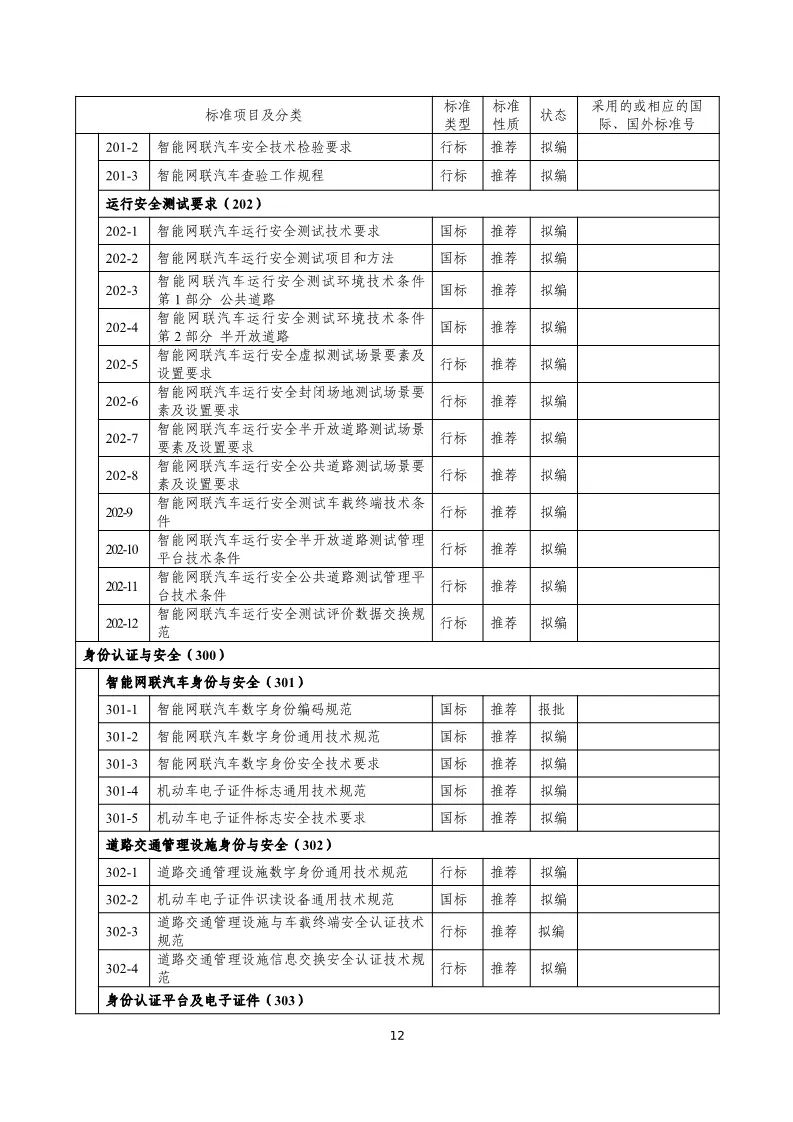 标准项目及分类 标准类型 标准性质 状态 采用的或相应的国际、国外标准号
201-2 智能网联汽车安全技术检验要求 行标 推荐 拟编
201-3 智能网联汽车查验工作规程 行标 推荐 拟编
运行安全测试要求（202）
202-1 智能网联汽车运行安全测试技术要求 国标 推荐 拟编
202-2 智能网联汽车运行安全测试项目和方法 国标 推荐 拟编
202-3 智能网联汽车运行安全测试环境技术条件 第 1 部分 公共道路 国标 推荐 拟编
202-4 智能网联汽车运行安全测试环境技术条件 第 2 部分 半开放道路 国标 推荐 拟编
202-5 智能网联汽车运行安全虚拟测试场景要素及设置要求 行标 推荐 拟编
202-6 智能网联汽车运行安全封闭场地测试场景要素及设置要求 行标 推荐 拟编
202-7 智能网联汽车运行安全半开放道路测试场景要素及设置要求 行标 推荐 拟编
202-8 智能网联汽车运行安全公共道路测试场景要素及设置要求 行标 推荐 拟编
202-9 智能网联汽车运行安全测试车载终端技术条件 行标 推荐 拟编
202-10 智能网联汽车运行安全半开放道路测试管理平台技术条件 行标 推荐 拟编
202-11 智能网联汽车运行安全公共道路测试管理平台技术条件 行标 推荐 拟编
202-12 智能网联汽车运行安全测试评价数据交换规范 行标 推荐 拟编
身份认证与安全（300）
智能网联汽车身份与安全（301）
301-1 智能网联汽车数字身份编码规范 国标 推荐 报批
301-2 智能网联汽车数字身份通用技术规范 国标 推荐 拟编
301-3 智能网联汽车数字身份安全技术要求 国标 推荐 拟编
301-4 机动车电子证件标志通用技术规范 国标 推荐 拟编
301-5 机动车电子证件标志安全技术要求 国标 推荐 拟编
道路交通管理设施身份与安全（302）
302-1 道路交通管理设施数字身份通用技术规范 行标 推荐 拟编
302-2 机动车电子证件识读设备通用技术规范 国标 推荐 拟编
302-3 道路交通管理设施与车载终端安全认证技术规范 行标 推荐 拟编
302-4 道路交通管理设施信息交换安全认证技术规范 行标 推荐 拟编
身份认证平台及电子证件（303）
12